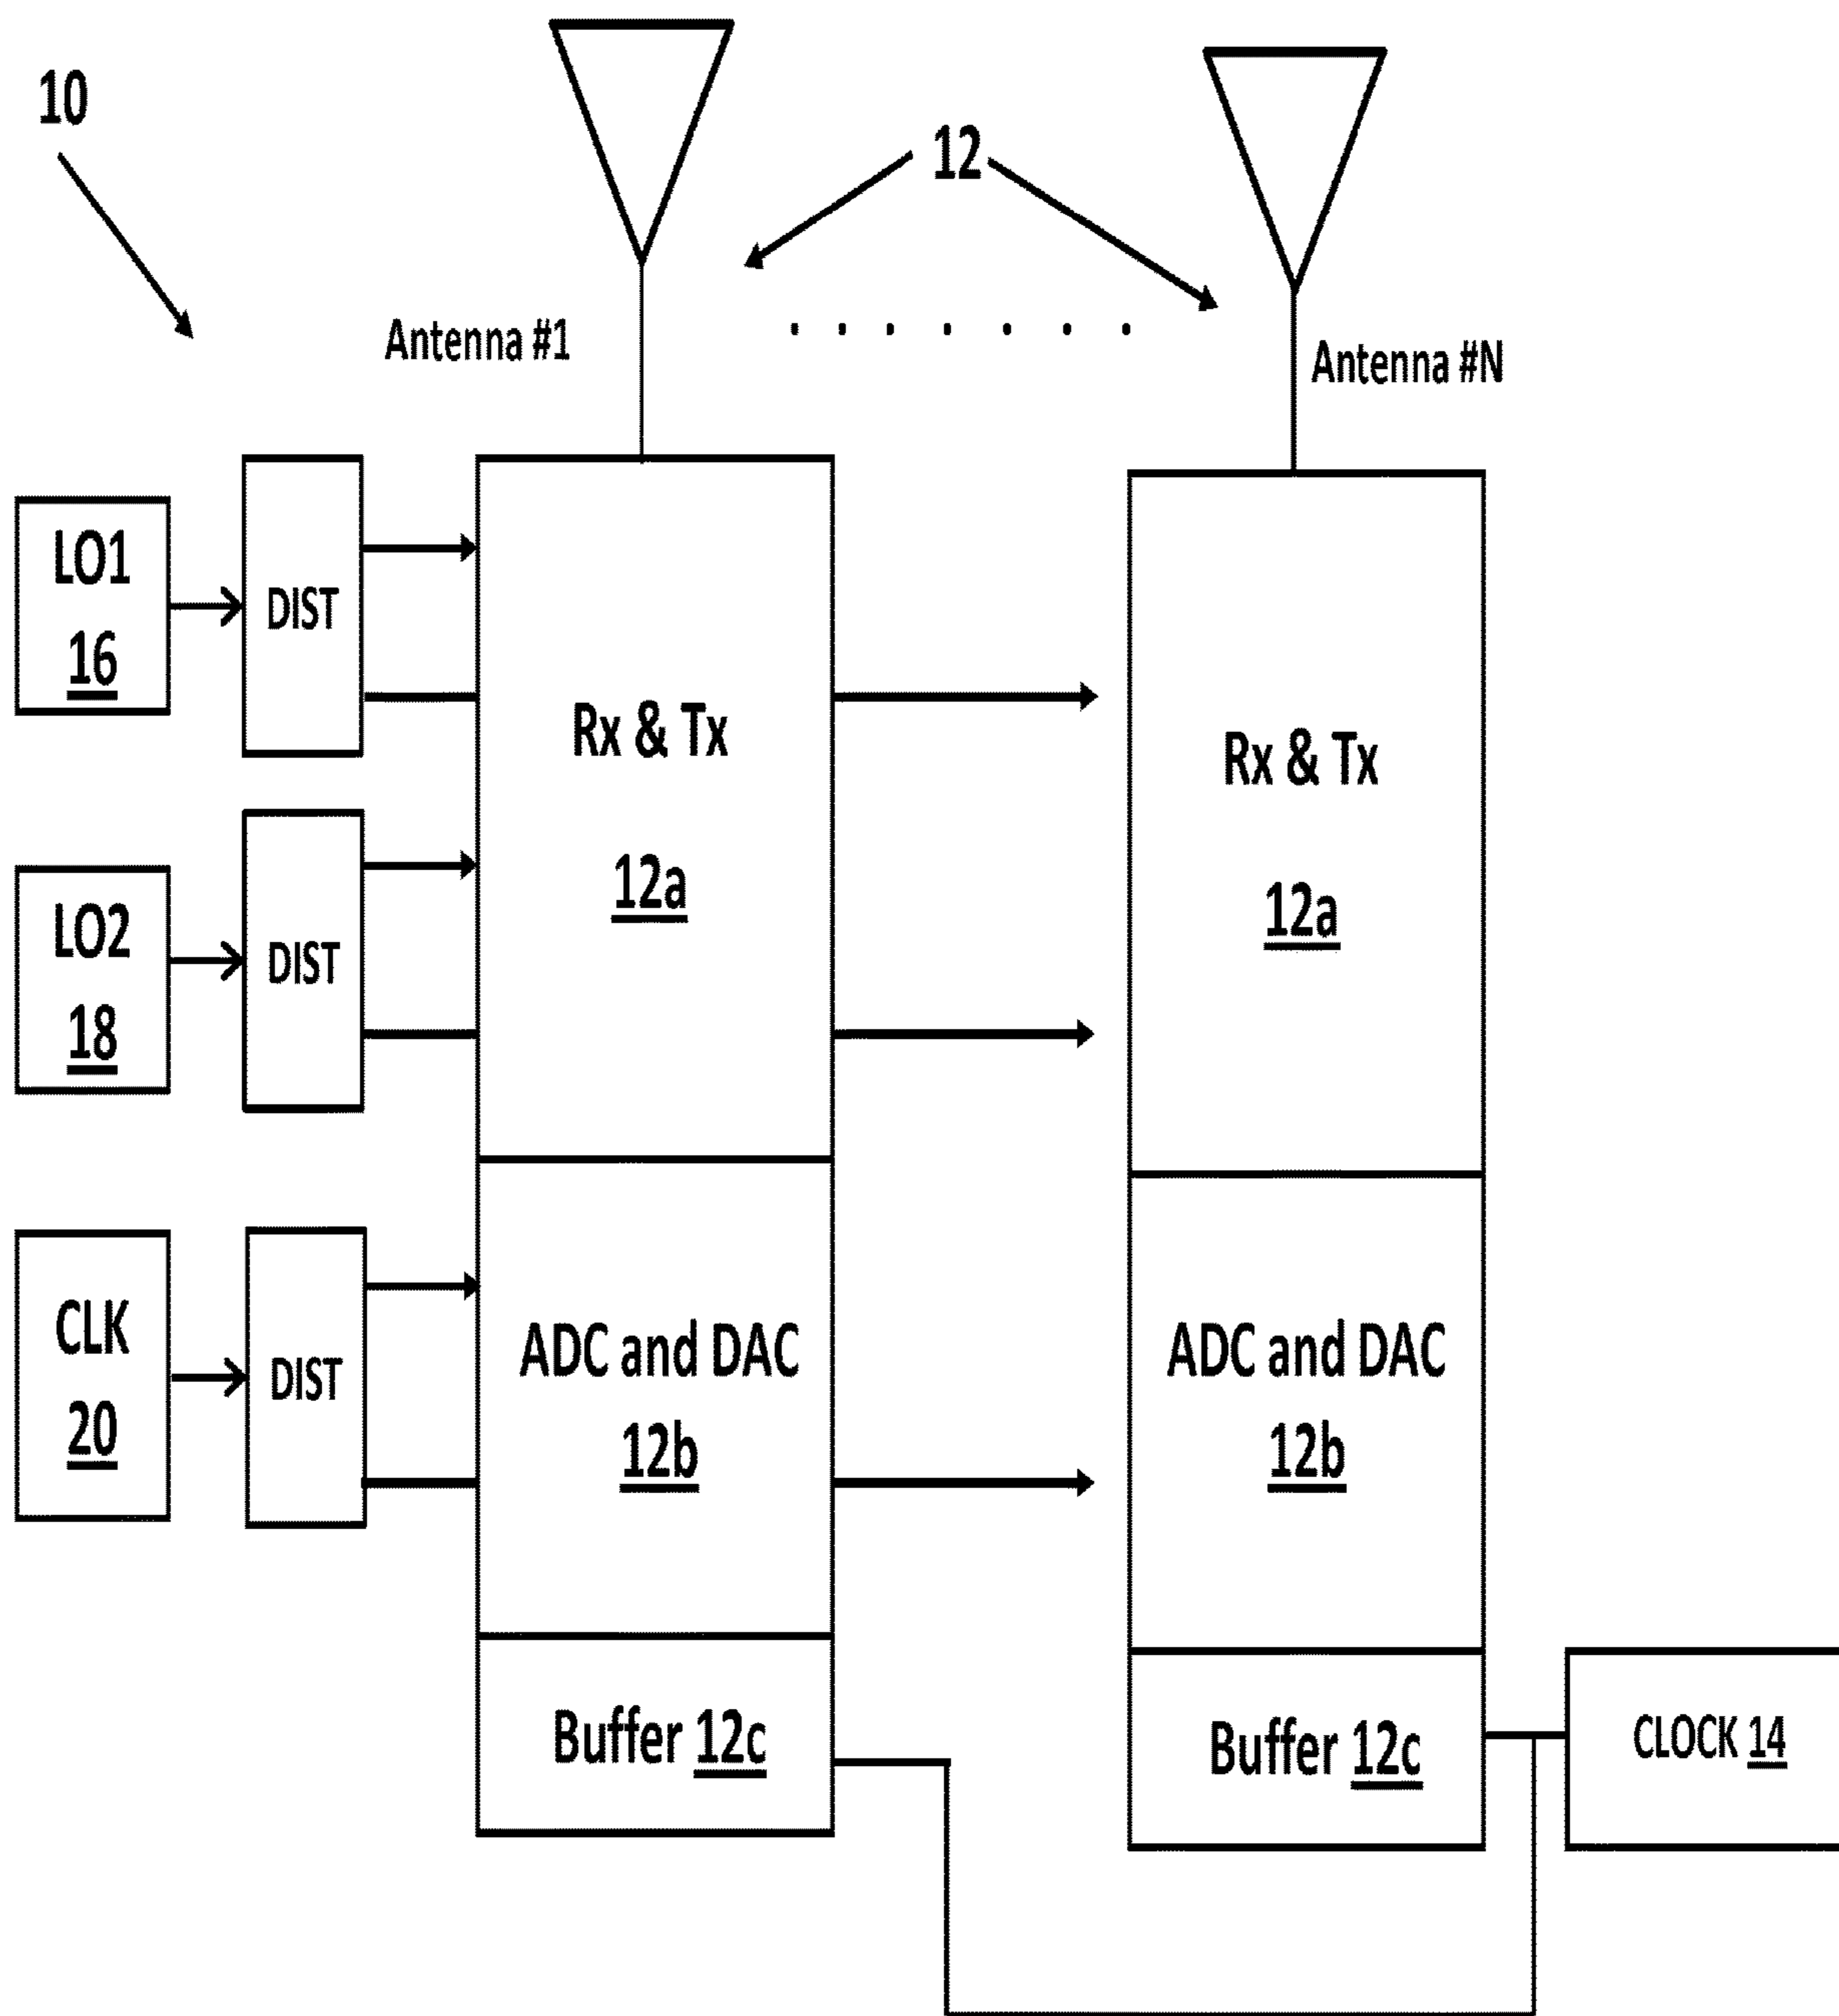 10
12
Antenna #1
. . . . . . .
Antenna #N
LO1
16
DIST
Rx & Tx
12a
LO2
18
DIST
CLK
20
DIST
ADC and DAC
12b
Buffer 12c
Rx & Tx
12a
ADC and DAC
12b
Buffer 12c
CLOCK 14